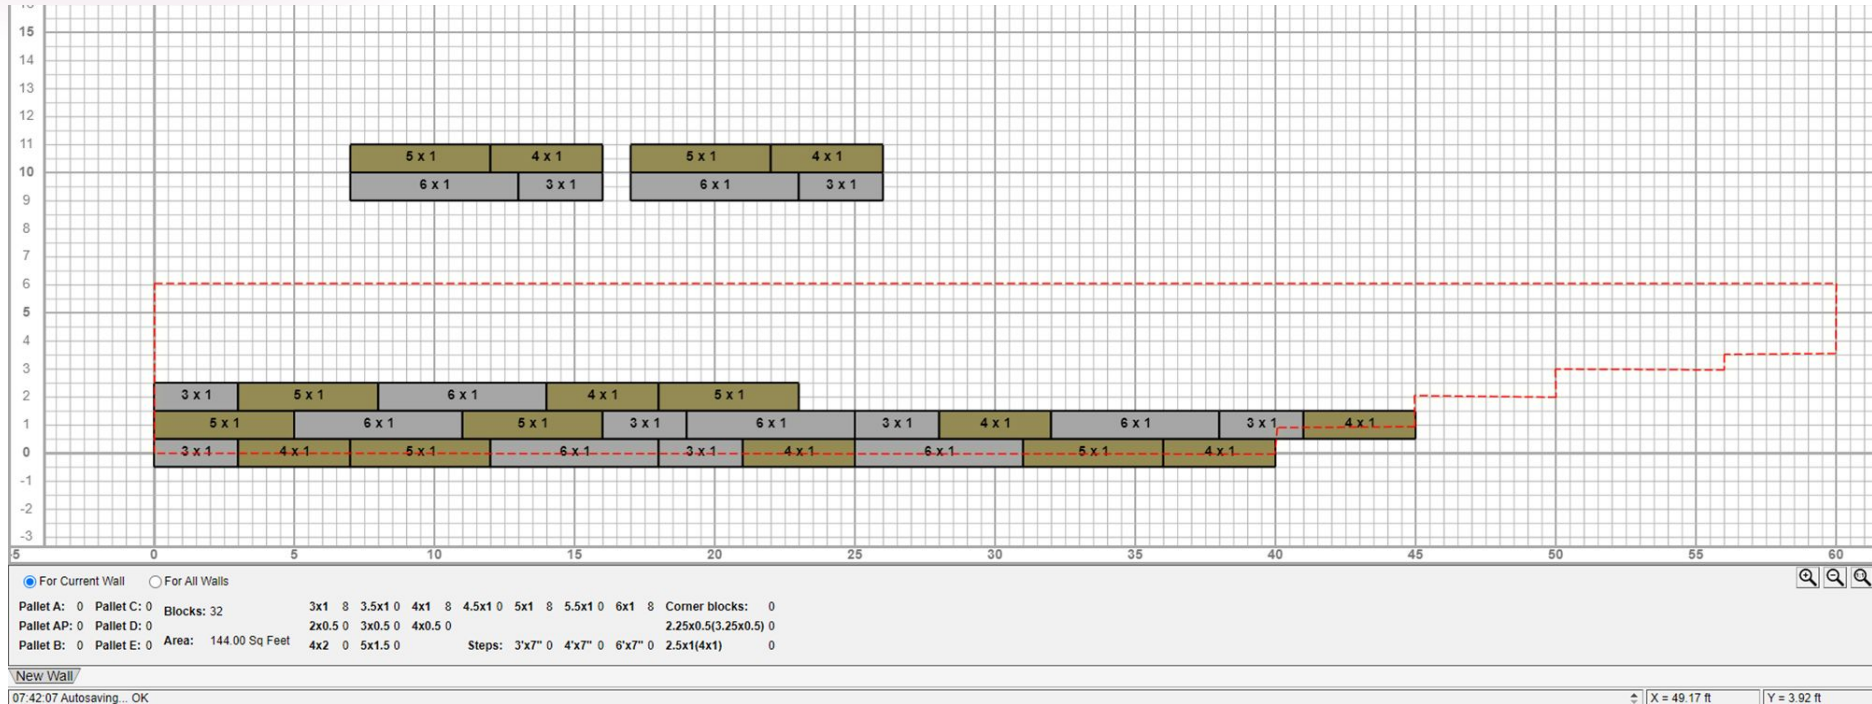 15
14
13
12
11
10
9
8
7
6
5
4
3
2
1
0
-1
-2
-3
5 x 1 4 x 1 5 x 1 4 x 1
6 x 1 3 x 1 6 x 1 3 x 1
3 x 1 5 x 1 6 x 1 4 x 1 5 x 1
5 x 1 6 x 1 5 x 1 3 x 1 6 x 1 3 x 1 4 x 1 6 x 1 3 x 1 4 x 1
3 x 1 4 x 1 5 x 1 6 x 1 3 x 1 4 x 1 6 x 1 5 x 1 4 x 1
-5 0 5 10 15 20 25 30 35 40 45 50 55 60
For Current Wall For All Walls
Pallet A: 0 Pallet C: 0 Blocks: 32 3x1 8 3.5x1 0 4x1 8 4.5x1 0 5x1 8 5.5x1 0 6x1 8 Corner blocks: 0
Pallet AP: 0 Pallet D: 0 2x0.5 0 3x0.5 0 4x0.5 0 2.25x0.5(3.25x0.5) 0
Pallet B: 0 Pallet E: 0 Area: 144.00 Sq Feet 4x2 0 5x1.5 0 Steps: 3'x7" 0 4'x7" 0 6'x7" 0 2.5x1(4x1) 0
New Wall
07:42:07 Autosaving... OK X = 49.17 ft Y = 3.92 ft